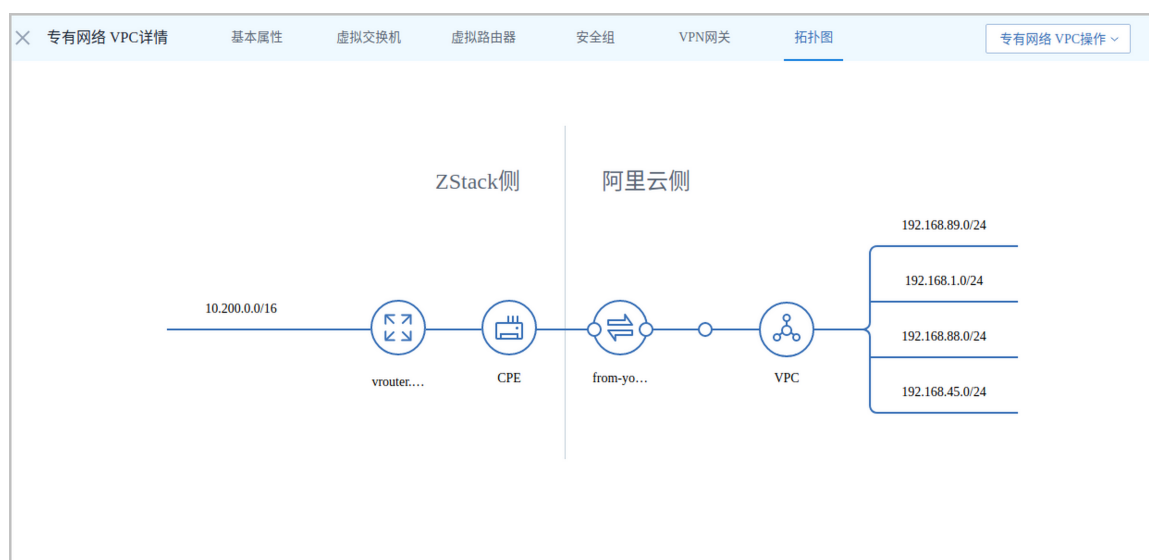 专有网络 VPC详情 基本属性 虚拟交换机 虚拟路由器 安全组 VPN网关 拓扑图 专有网络 VPC操作
ZStack侧 阿里云侧
192.168.89.0/24
192.168.1.0/24
10.200.0.0/16
192.168.88.0/24
vrouter.… CPE from-yo… VPC
192.168.45.0/24